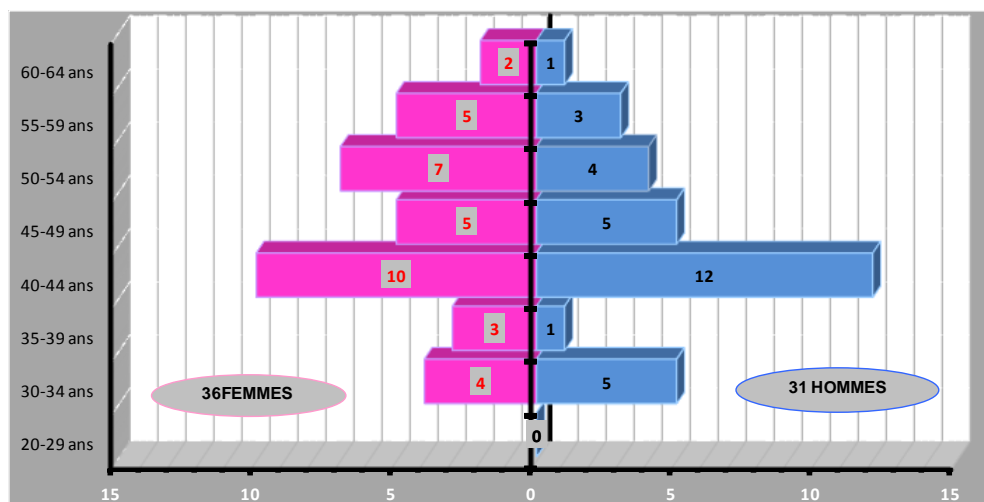 60-64 ans
2
1
55-59 ans
5
3
50-54 ans
7
4
45-49 ans
5
5
40-44 ans
10
12
35-39 ans
3
1
30-34 ans
4
5
36FEMMES
31 HOMMES
20-29 ans
0
15 10 5 0 5 10 15